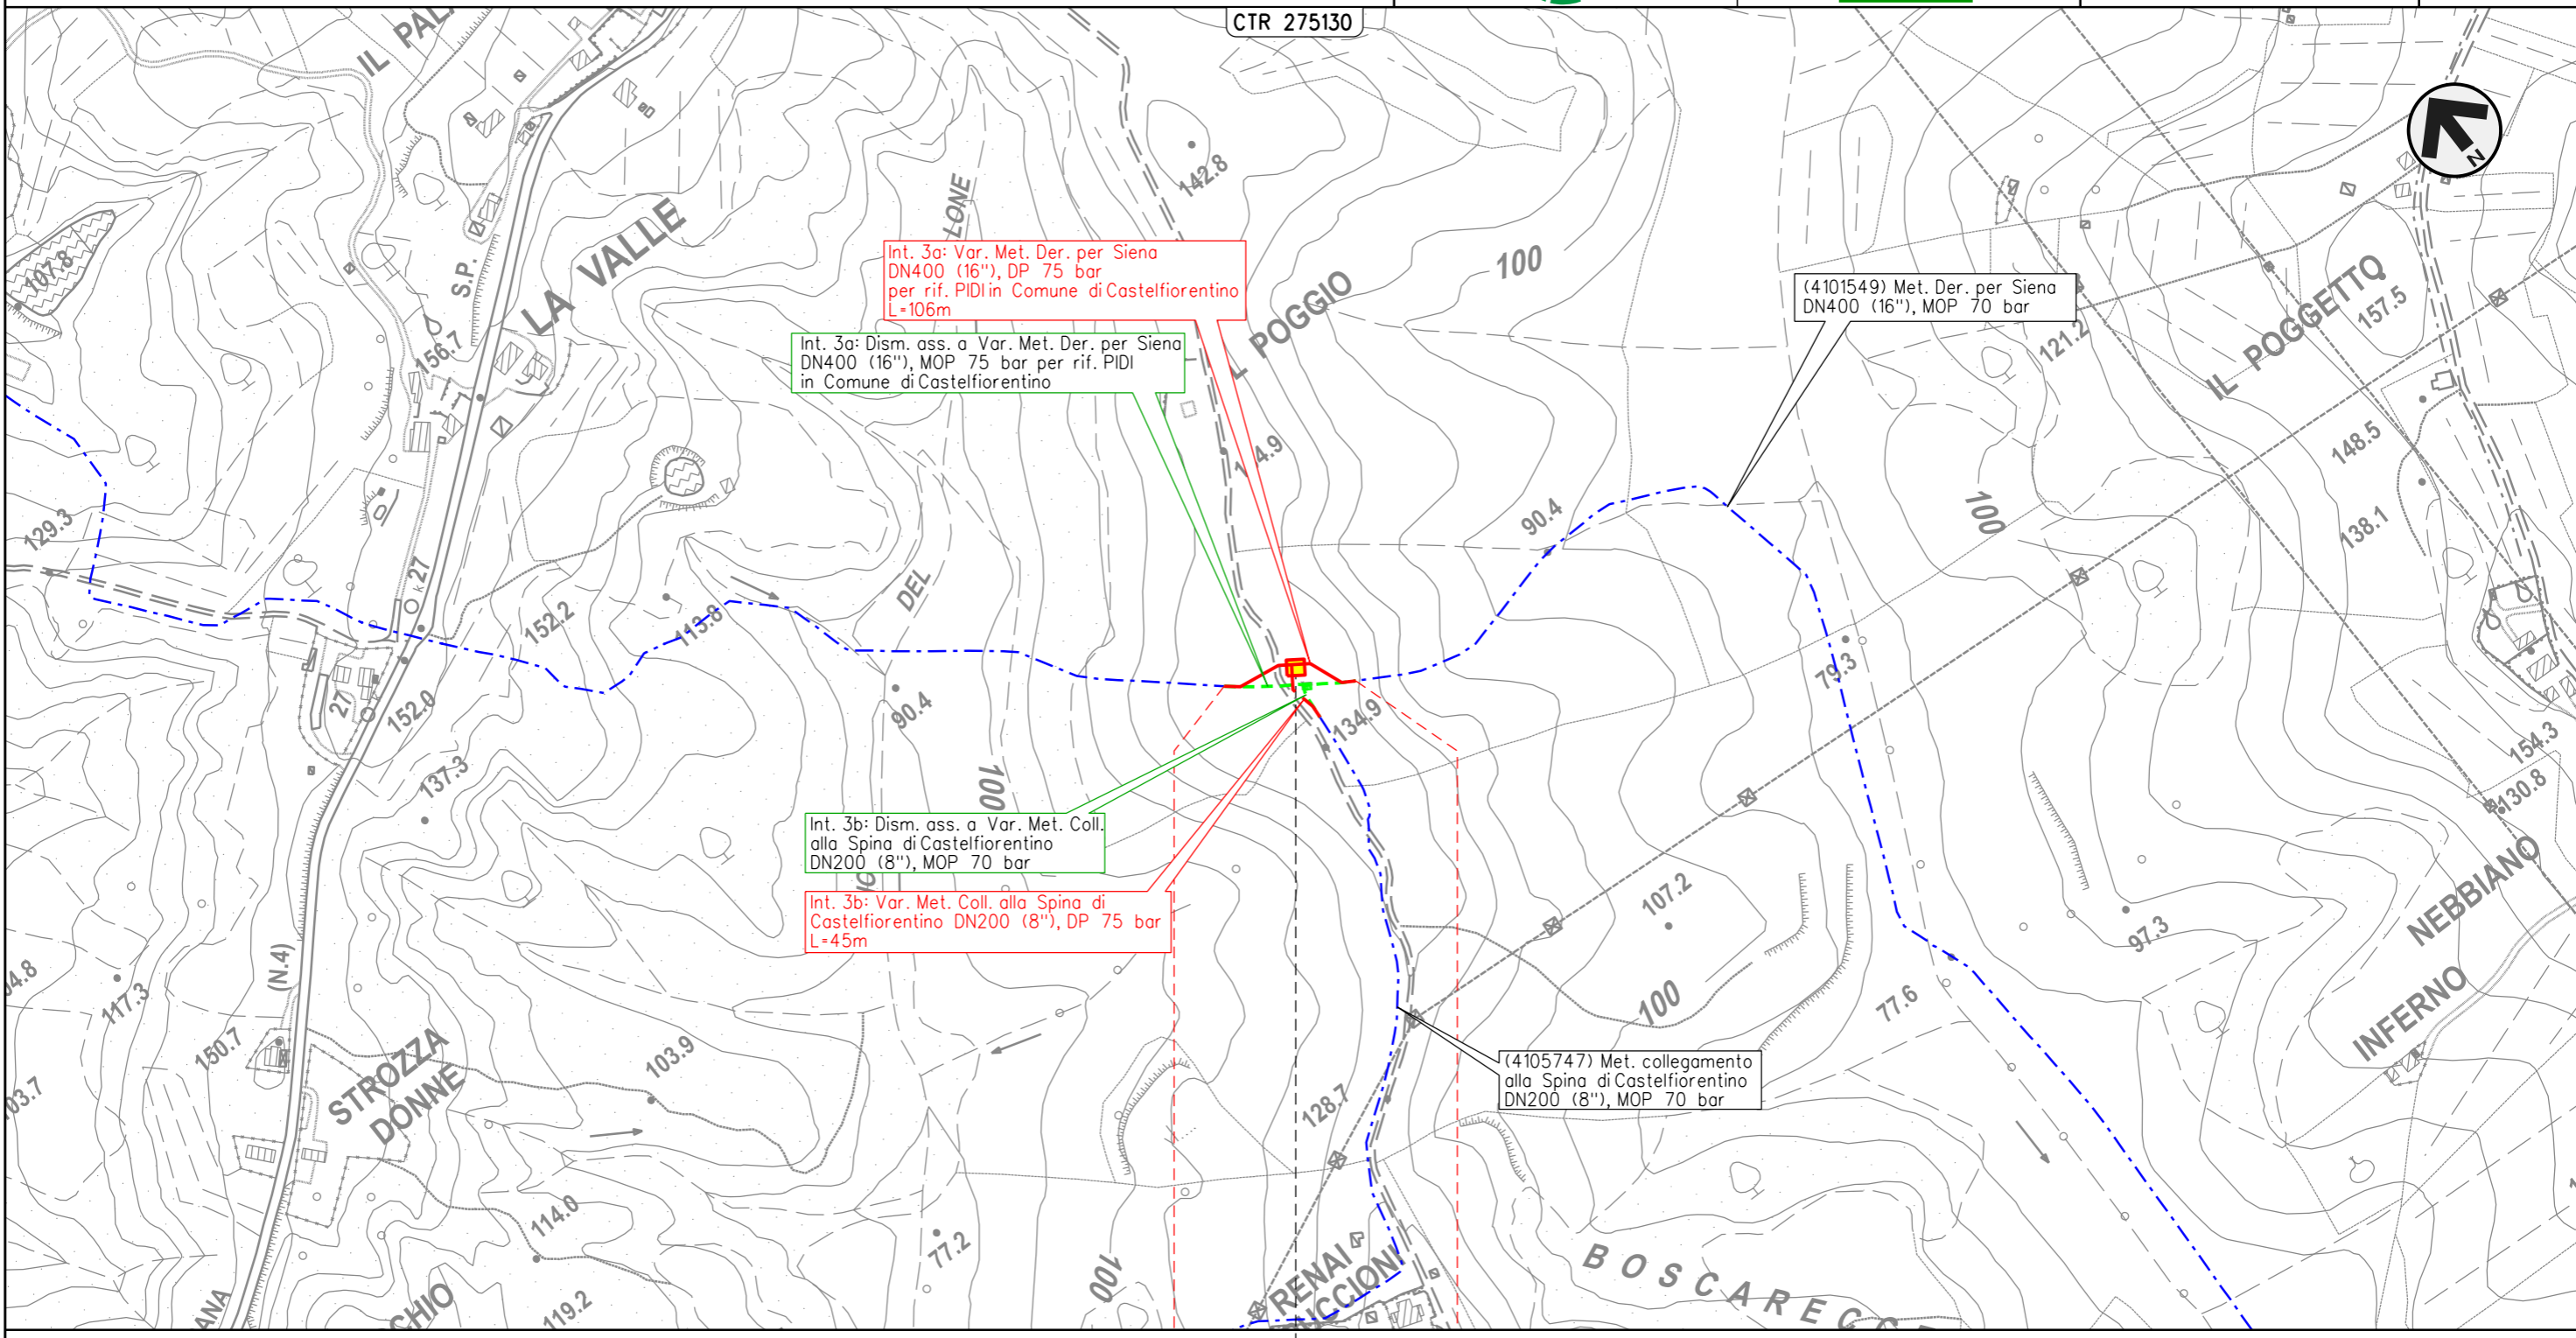 CTR 275130
IL
N
142.8
LONE
107.8
S.P.
LA VALLE
156.7
Int. 3a: Var. Met. Der. per Siena
DN400 (16"), DP 75 bar
per rif. PIDI in Comune di Castelfiorentino
L=106m
100
(4101549) Met. Der. per Siena
DN400 (16"), MOP 70 bar
121.2
157.5
IL POGGETTO
POGGIO
Int. 3a: Dism. ass. a Var. Met. Der. per Siena
DN400 (16"), MOP 75 bar per rif. PIDI
in Comune di Castelfiorentino
148.5
138.1
100
90.4
129.3
k 27
152.2
113.8
DEL
27
152.0
90.4
134.9
79.3
137.3
100
154.3
130.8
Int. 3b: Dism. ass. a Var. Met. Coll.
alla Spina di Castelfiorentino
DN200 (8"), MOP 70 bar
Int. 3b: Var. Met. Coll. alla Spina di
Castelfiorentino DN200 (8"), DP 75 bar
L=45m
107.2
97.3
NEBBIANO
INFERNO
(N.4)
117.3
150.7
STROZZA
DONNE
103.9
100
77.6
(4105747) Met. collegamento
alla Spina di Castelfiorentino
DN200 (8"), MOP 70 bar
128.7
114.0
77.2
100
119.2
RENAI